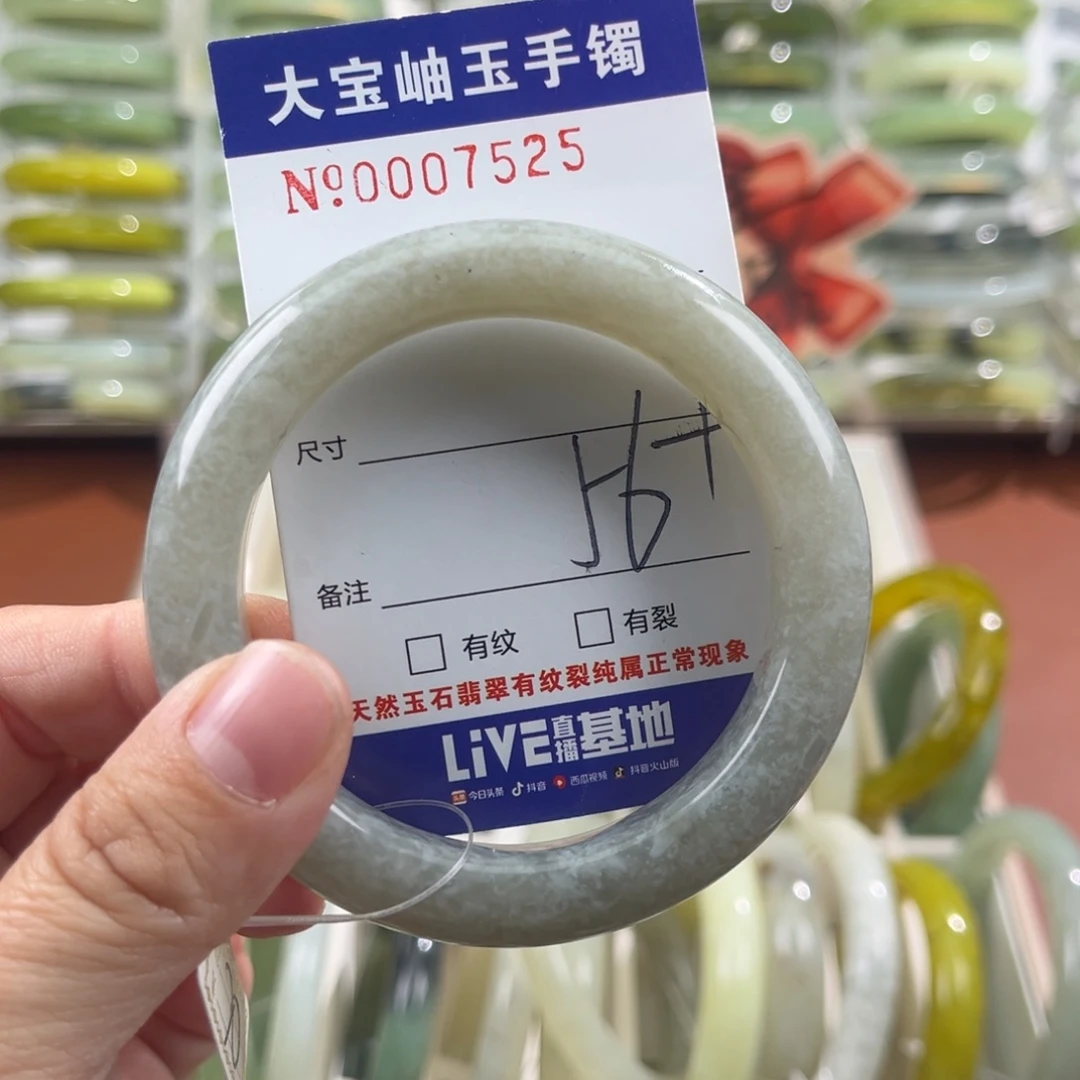 大宝岫玉手镯
№0007525
尺寸
56+
备注
有纹 有裂
天然玉石翡翠有纹裂纯属正常现象
LiVE直播基地
今日头条 抖音 西瓜视频 抖音火山版